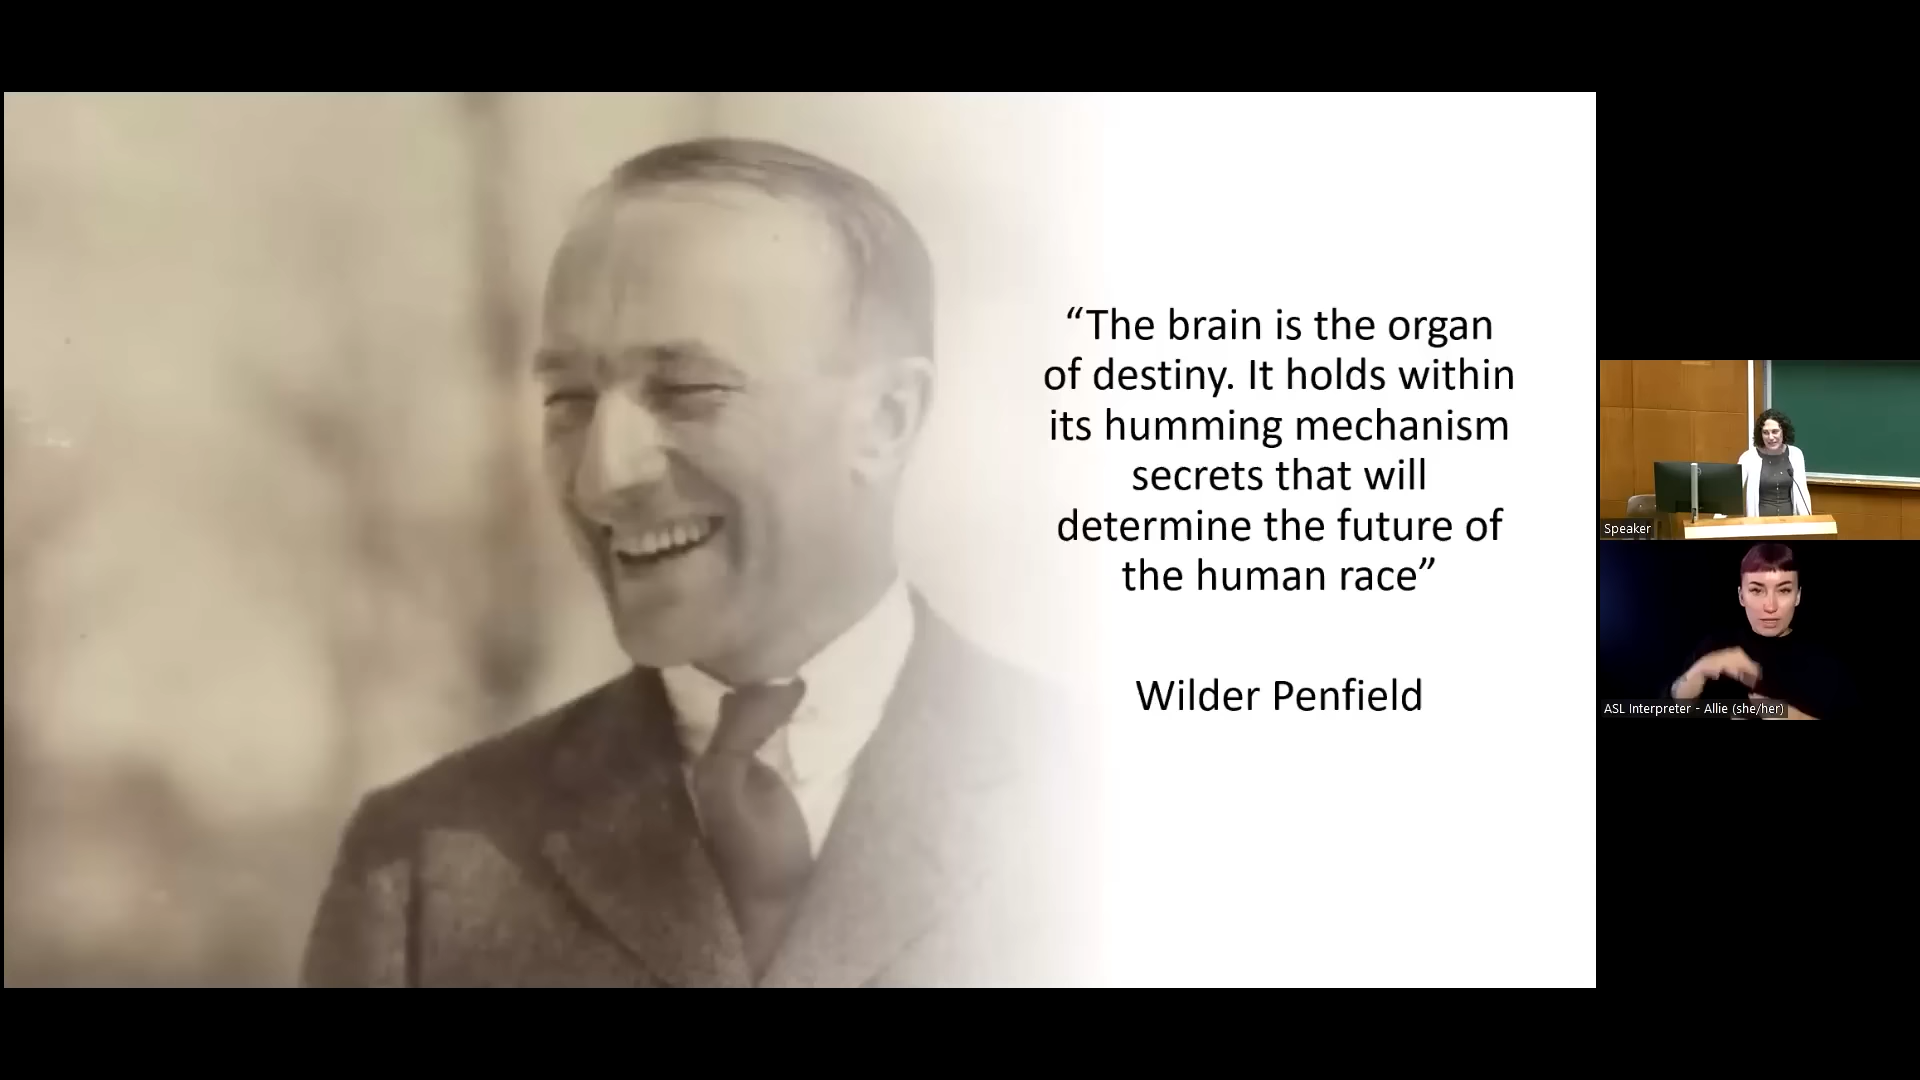 “The brain is the organ
of destiny. It holds within
its humming mechanism
secrets that will
determine the future of
the human race”
Wilder Penfield
Speaker
ASL Interpreter - Allie (she/her)